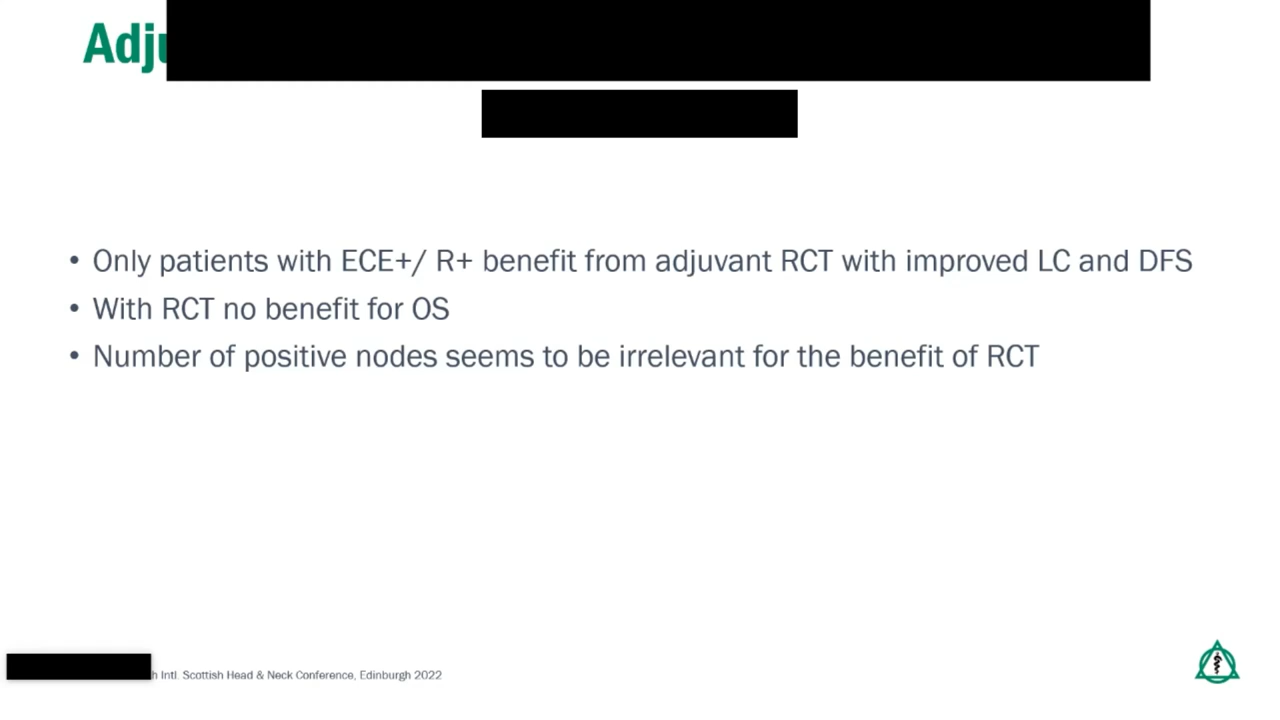 • Only patients with ECE+/ R+ benefit from adjuvant RCT with improved LC and DFS
• With RCT no benefit for OS
• Number of positive nodes seems to be irrelevant for the benefit of RCT
Intl. Scottish Head & Neck Conference, Edinburgh 2022